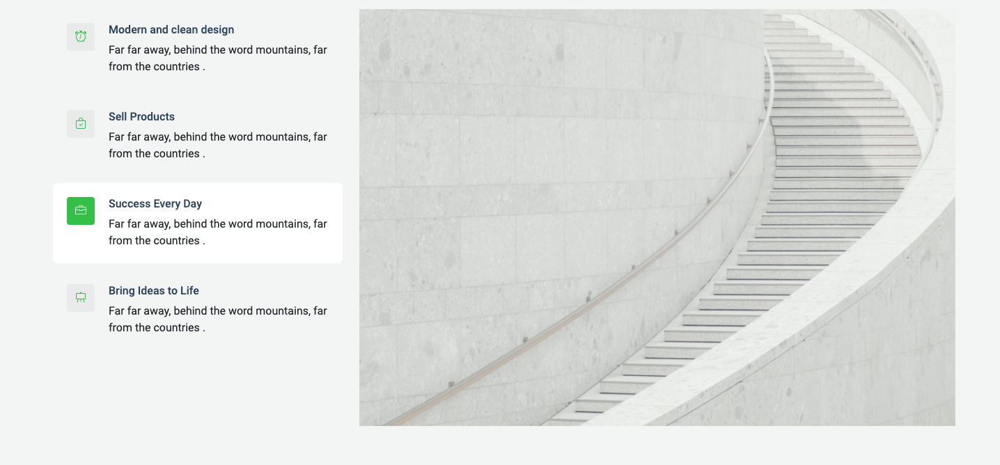 Modern and clean design
Far far away, behind the word mountains, far
from the countries .
Sell Products
Far far away, behind the word mountains, far
from the countries .
Success Every Day
Far far away, behind the word mountains, far
from the countries .
Bring Ideas to Life
Far far away, behind the word mountains, far
from the countries .